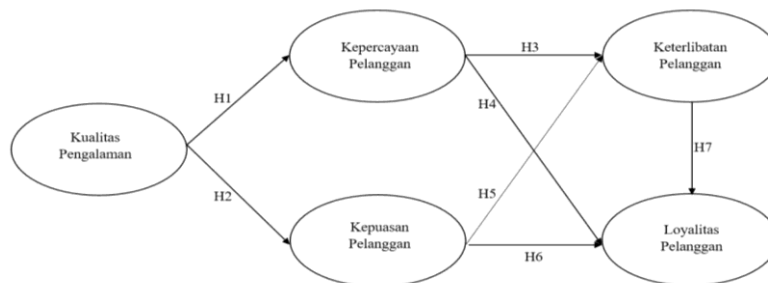 Kepercayaan
Pelanggan
H3
Keterlibatan
Pelanggan
H1
H4
Kualitas
Pengalaman
H7
H2
H5
Kepuasan
Pelanggan
H6
Loyalitas
Pelanggan